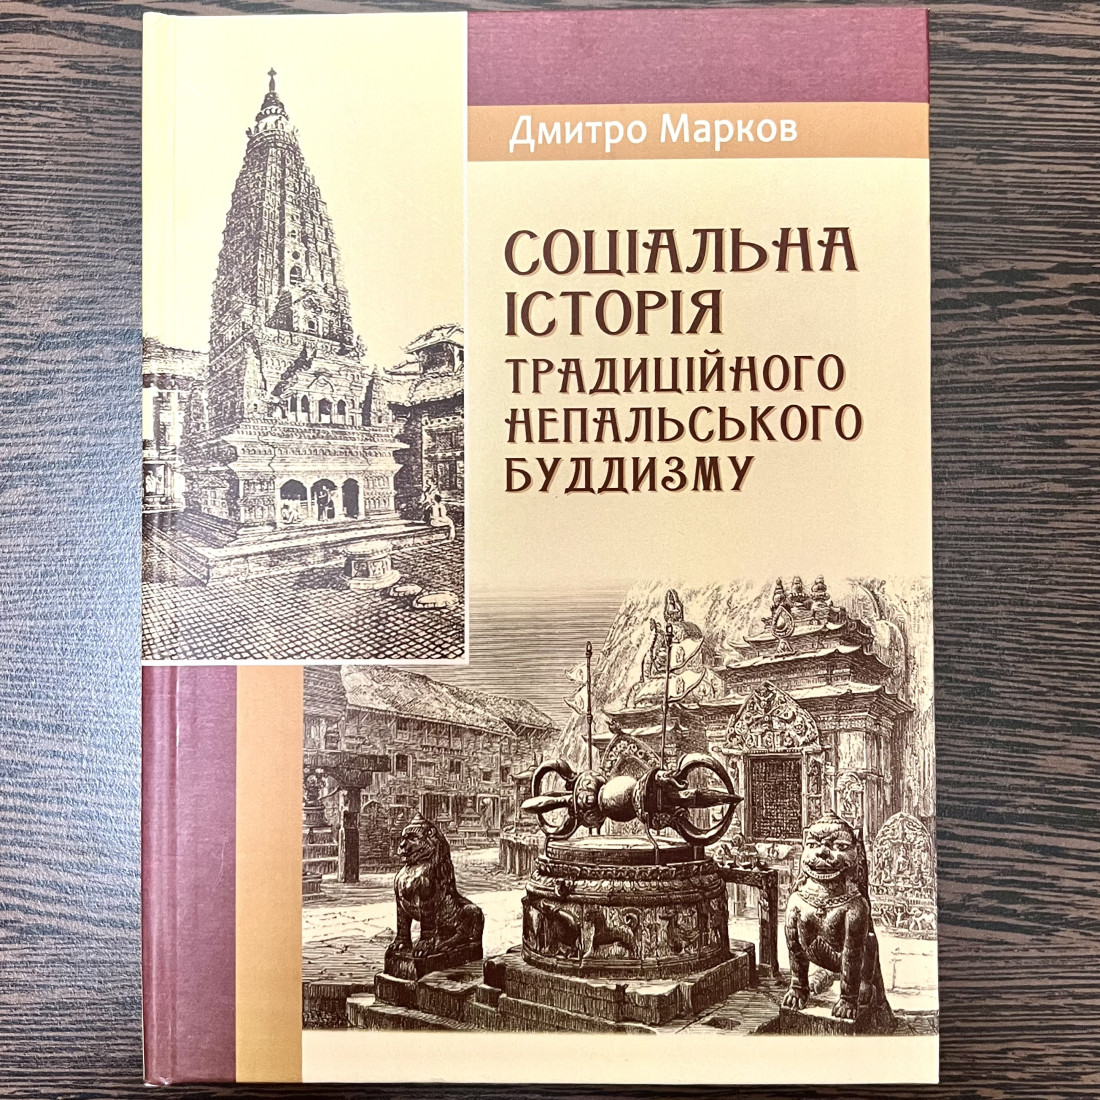 Дмитро Марков
СОЦІАЛЬНА
ІСТОРІЯ
ТРАДИЦІЙНОГО
НЕПАЛЬСЬКОГО
БУДДИЗМУ